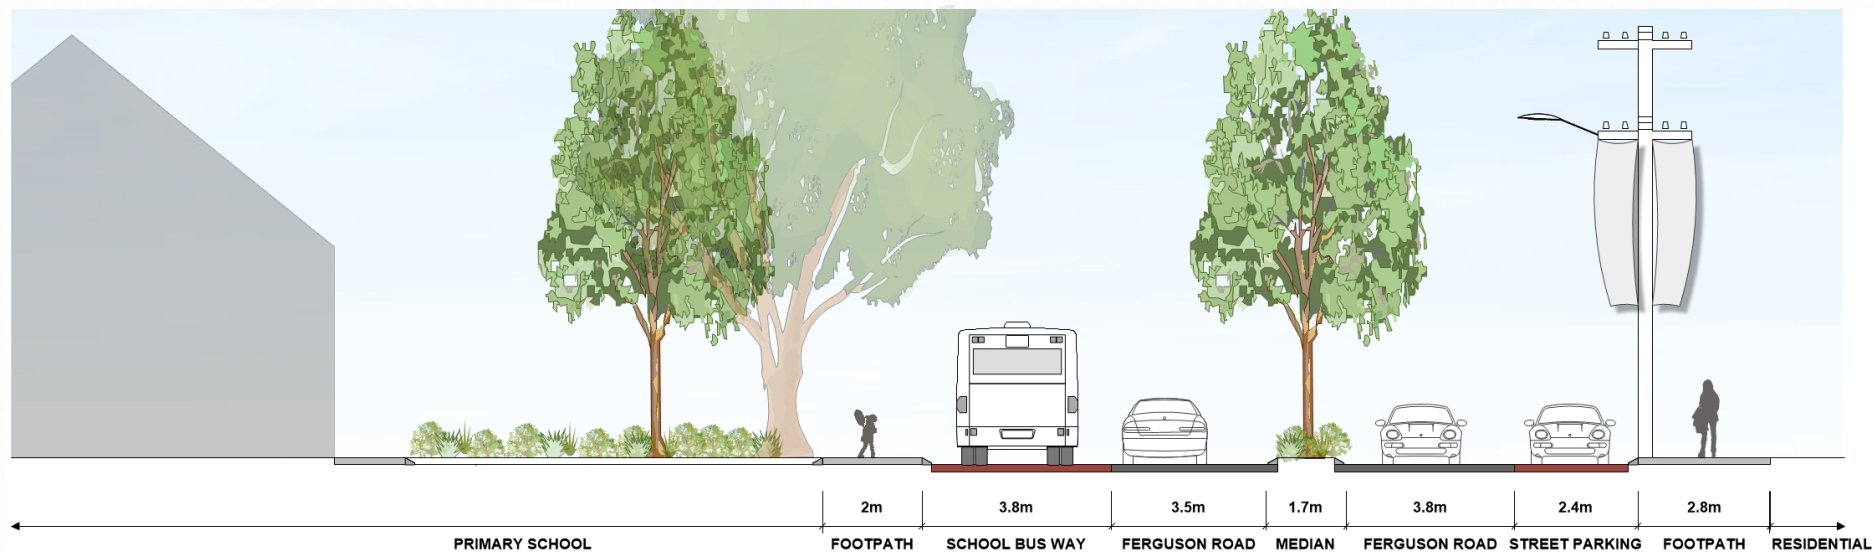 2m 3.8m 3.5m 1.7m 3.8m 2.4m 2.8m
PRIMARY SCHOOL FOOTPATH SCHOOL BUS WAY FERGUSON ROAD MEDIAN FERGUSON ROAD STREET PARKING FOOTPATH RESIDENTIAL